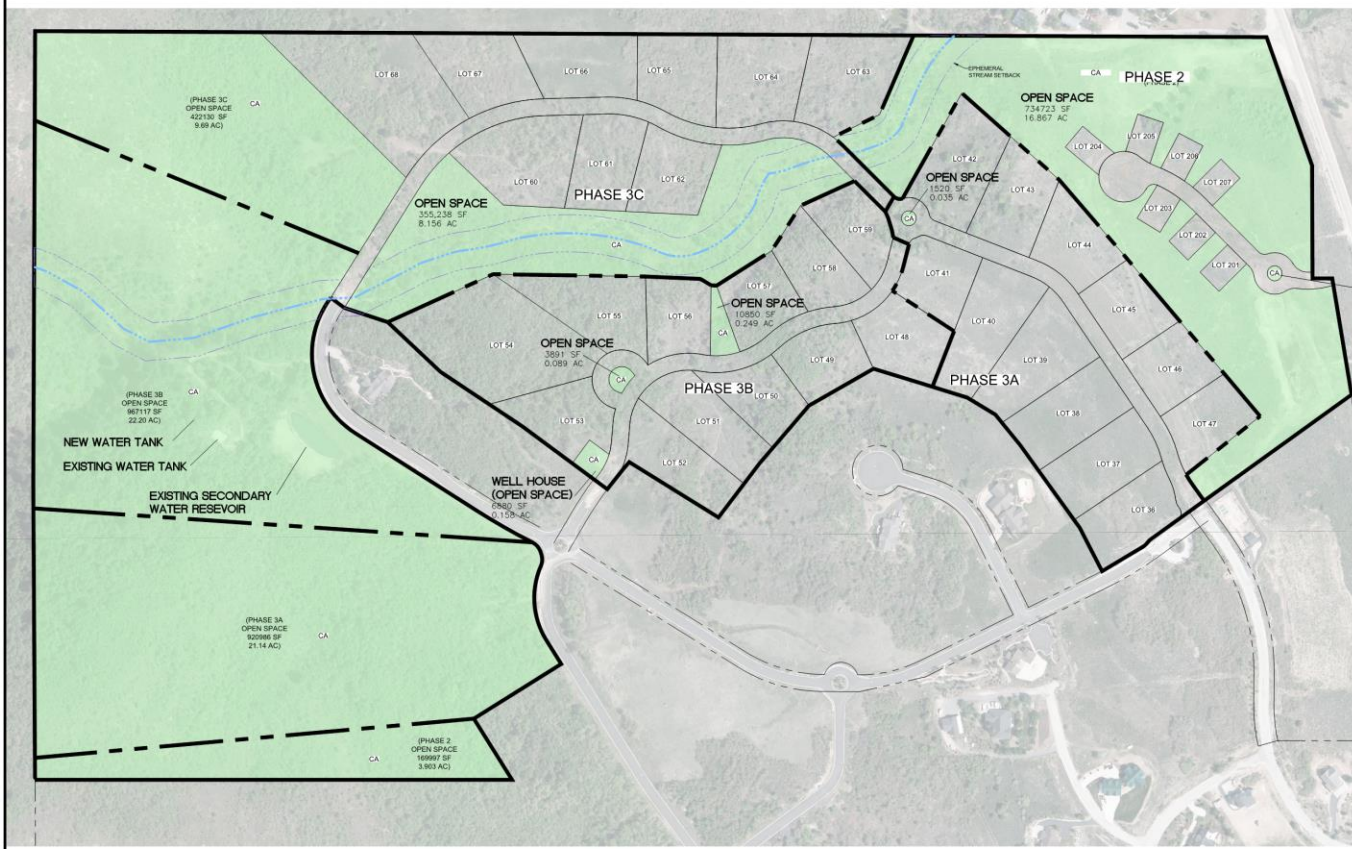 LOT 68
LOT 67
LOT 66
LOT 65
LOT 64
LOT 63
EPHEMERAL
STREAM SETBACK
CA
PHASE 2
(PHASE 3C
OPEN SPACE
422130 SF
9.69 AC)
CA
OPEN SPACE
734723 SF
16.867 AC
LOT 204
LOT 205
LOT 206
LOT 207
LOT 203
LOT 202
LOT 201
CA
LOT 61
LOT 60
LOT 62
PHASE 3C
OPEN SPACE
355,238 SF
8.156 AC
CA
LOT 42
OPEN SPACE
1520 SF
0.035 AC
CA
LOT 43
LOT 44
LOT 45
LOT 46
LOT 47
LOT 59
LOT 58
LOT 57
LOT 41
LOT 40
LOT 39
LOT 38
LOT 37
LOT 36
PHASE 3A
OPEN SPACE
10850 SF
0.249 AC
CA
LOT 56
LOT 55
LOT 54
OPEN SPACE
3891 SF
0.089 AC
CA
LOT 48
LOT 49
LOT 50
PHASE 3B
LOT 51
LOT 52
LOT 53
CA
WELL HOUSE
(OPEN SPACE)
6880 SF
0.158 AC
(PHASE 3B
OPEN SPACE
967117 SF
22.20 AC)
CA
NEW WATER TANK
EXISTING WATER TANK
EXISTING SECONDARY
WATER RESEVOIR
(PHASE 3A
OPEN SPACE
920986 SF
21.14 AC)
CA
(PHASE 2
OPEN SPACE
169997 SF
3.903 AC)
CA